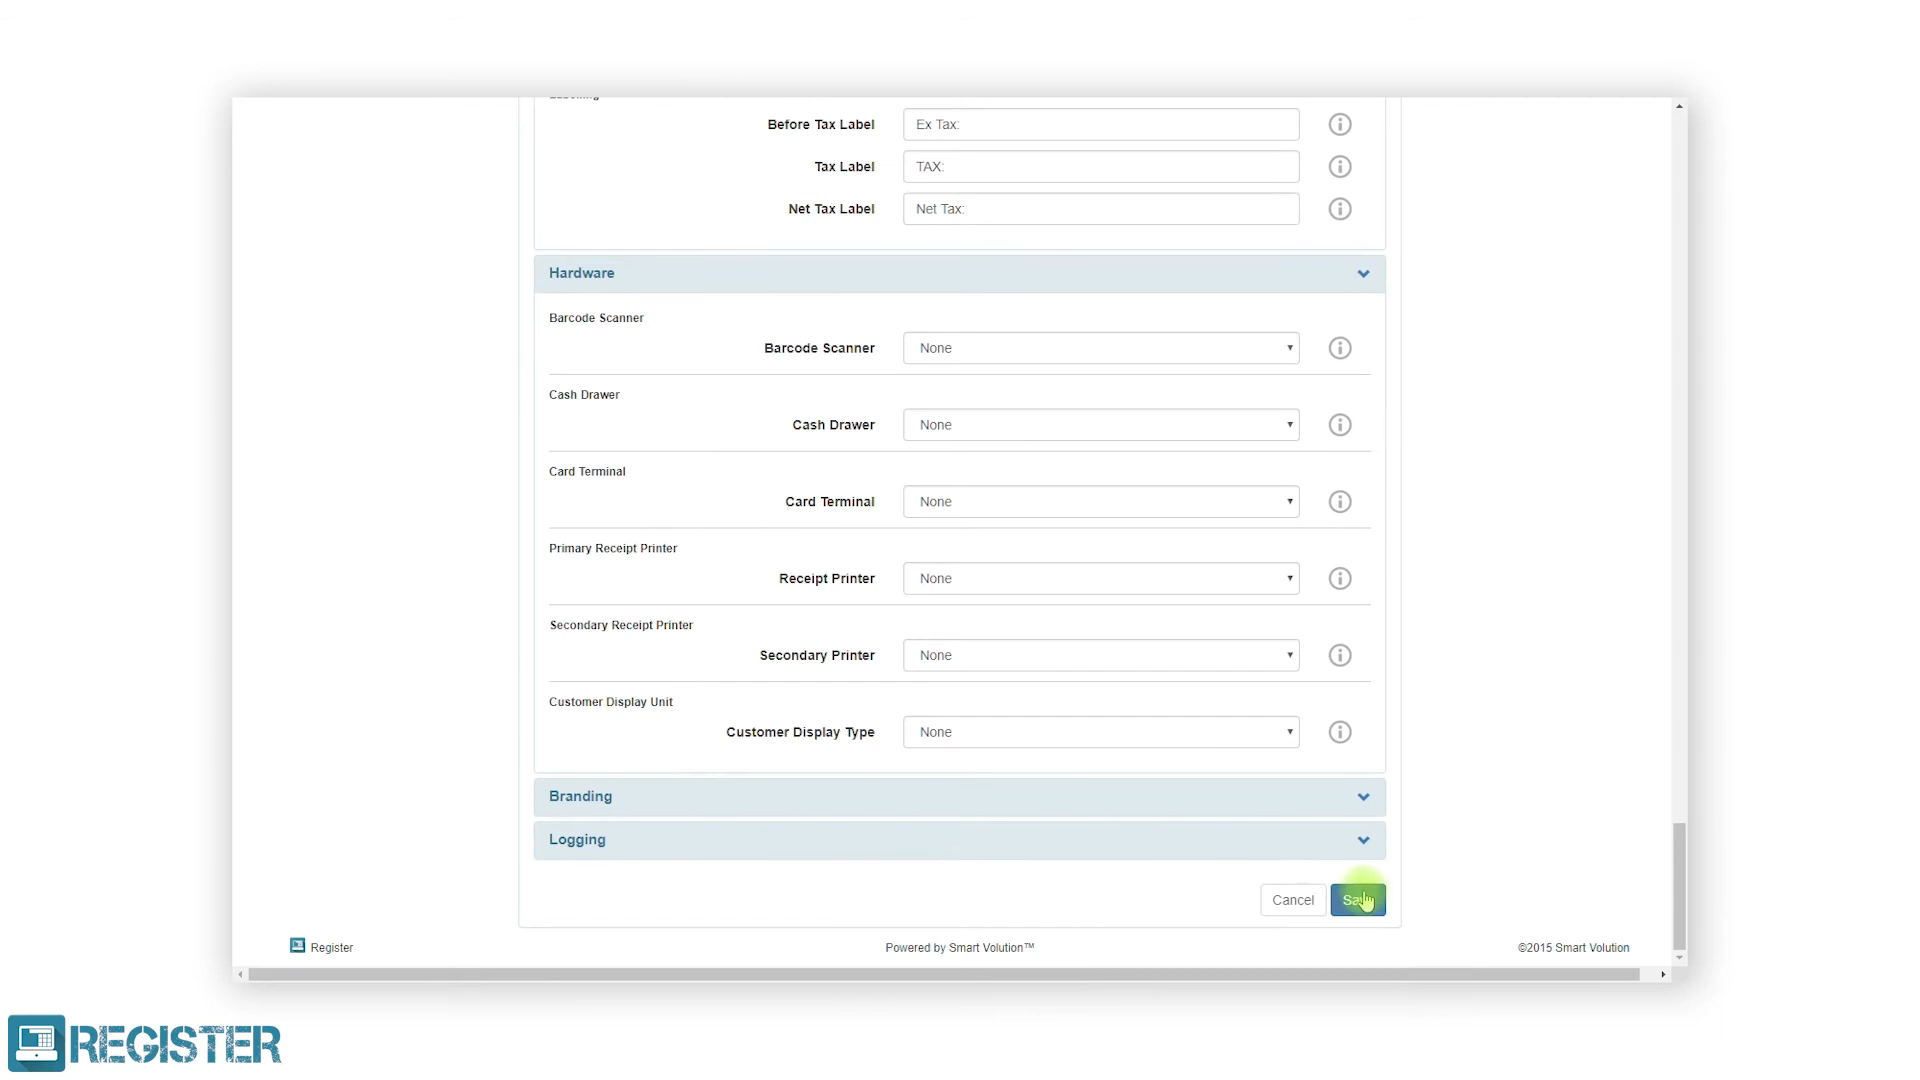 Before Tax Label Ex Tax:
Tax Label TAX:
Net Tax Label Net Tax:
Hardware
Barcode Scanner
Barcode Scanner None
Cash Drawer
Cash Drawer None
Card Terminal
Card Terminal None
Primary Receipt Printer
Receipt Printer None
Secondary Receipt Printer
Secondary Printer None
Customer Display Unit
Customer Display Type None
Branding
Logging
Cancel
Register Powered by Smart Volution™ ©2015 Smart Volution
REGISTER